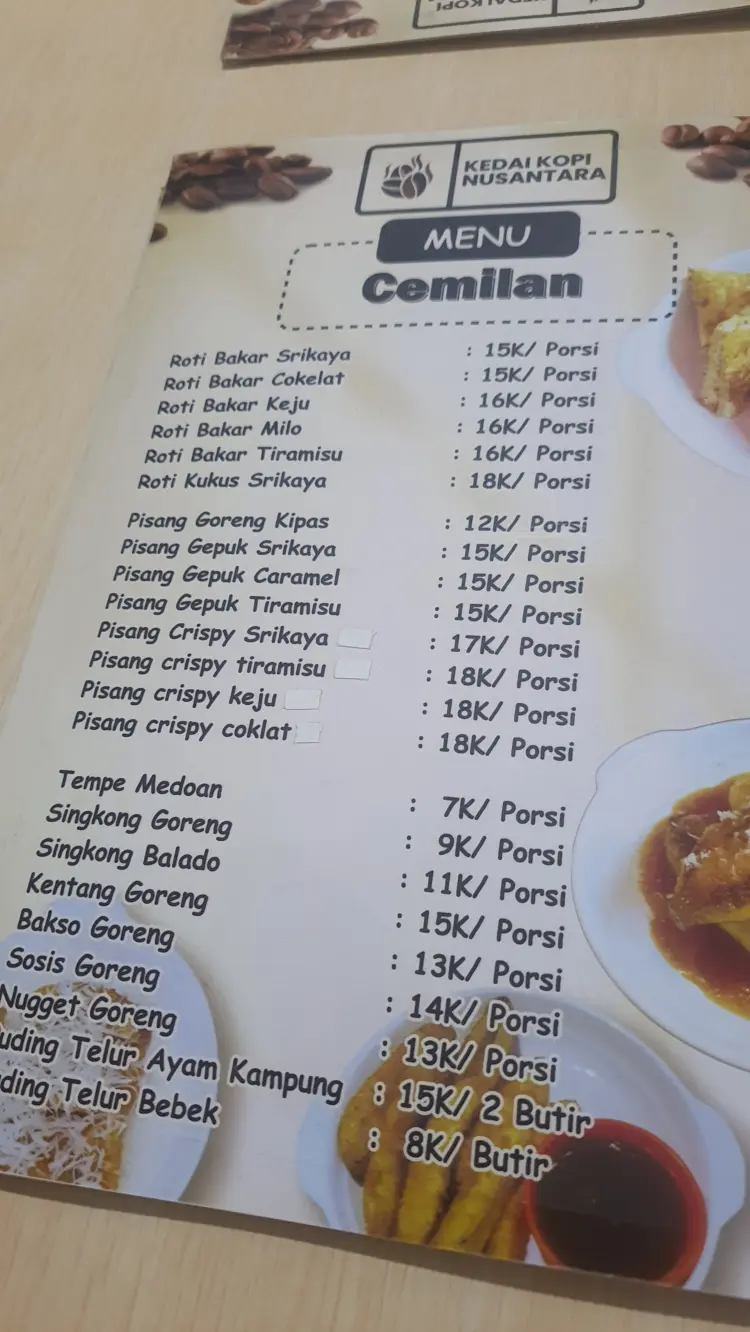 KEDAI KOPI
NUSANTARA
MENU
Cemilan
Roti Bakar Srikaya : 15K/ Porsi
Roti Bakar Cokelat : 15K/ Porsi
Roti Bakar Keju : 16K/ Porsi
Roti Bakar Milo : 16K/ Porsi
Roti Bakar Tiramisu : 16K/ Porsi
Roti Kukus Srikaya : 18K/ Porsi
Pisang Goreng Kipas : 12K/ Porsi
Pisang Gepuk Srikaya : 15K/ Porsi
Pisang Gepuk Caramel : 15K/ Porsi
Pisang Gepuk Tiramisu : 15K/ Porsi
Pisang Crispy Srikaya : 17K/ Porsi
Pisang crispy tiramisu : 18K/ Porsi
Pisang crispy keju : 18K/ Porsi
Pisang crispy coklat : 18K/ Porsi
Tempe Medoan : 7K/ Porsi
Singkong Goreng : 9K/ Porsi
Singkong Balado : 11K/ Porsi
Kentang Goreng : 15K/ Porsi
Bakso Goreng : 13K/ Porsi
Sosis Goreng : 14K/ Porsi
Nugget Goreng : 13K/ Porsi
uding Telur Ayam Kampung : 15K/ 2 Butir
ding Telur Bebek : 8K/ Butir